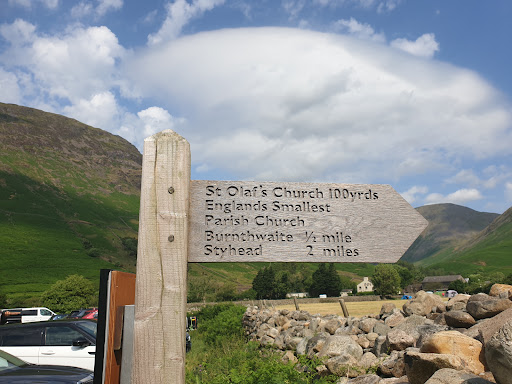 St Olaf's Church 100yrds
Englands Smallest
Parish Church
Burnthwaite ½ mile
Styhead 2 miles